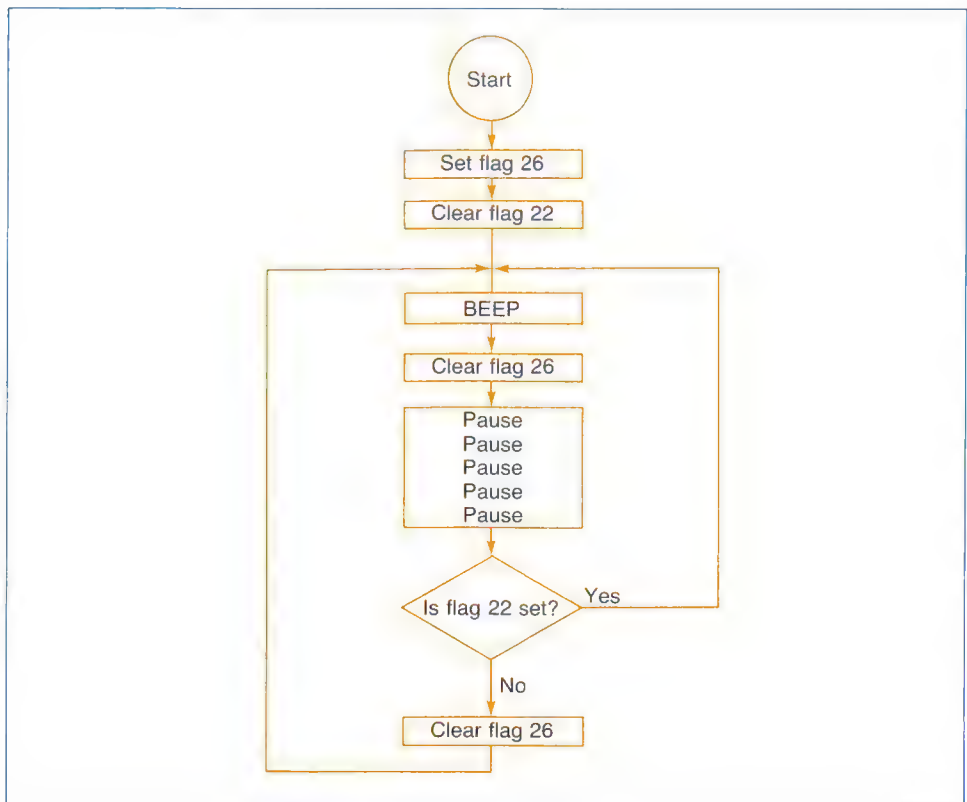 Start
Set flag 26
Clear flag 22
BEEP
Clear flag 26
Pause
Pause
Pause
Pause
Pause
Is flag 22 set?
Yes
No
Clear flag 26